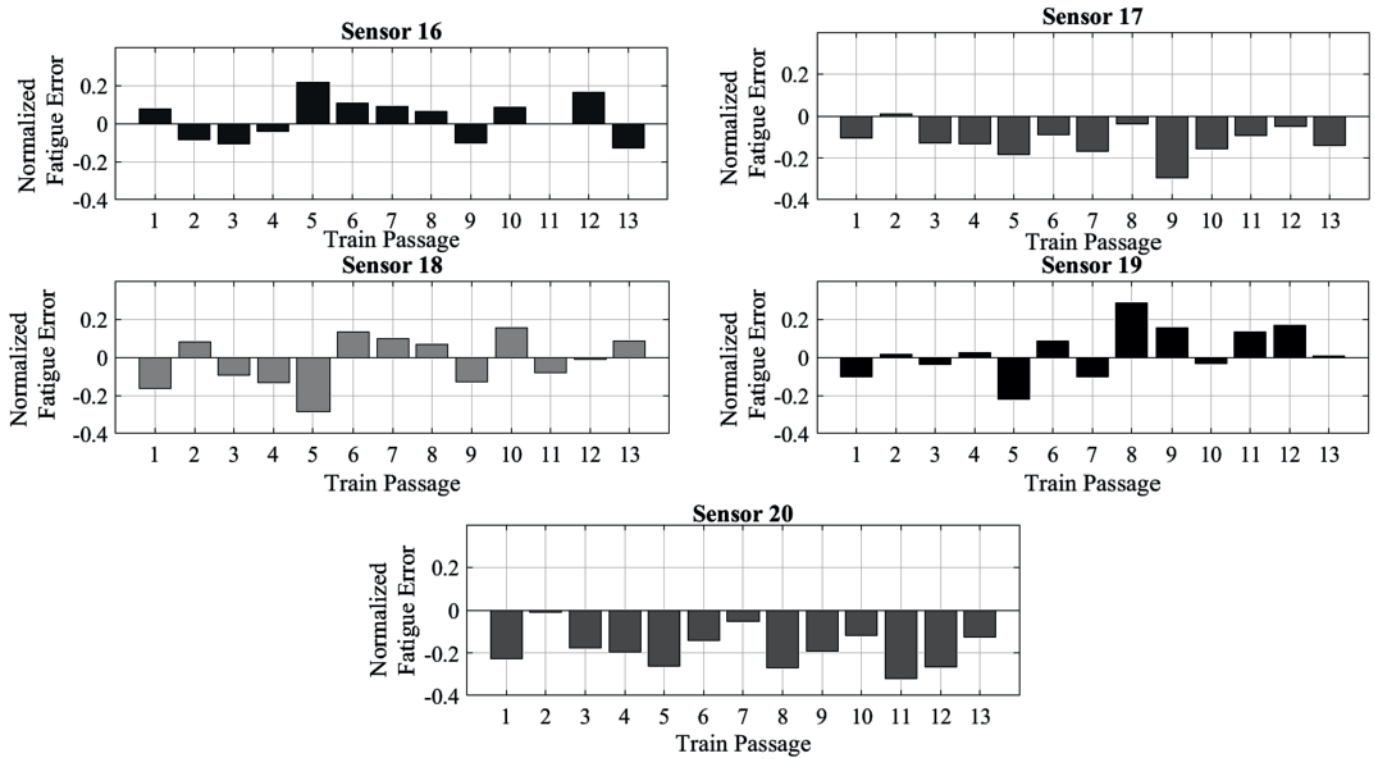 Sensor 16
Normalized
Fatigue Error
0.2
0
-0.2
-0.4
1 2 3 4 5 6 7 8 9 10 11 12 13
Train Passage
Sensor 17
Normalized
Fatigue Error
0.2
0
-0.2
-0.4
1 2 3 4 5 6 7 8 9 10 11 12 13
Train Passage
Sensor 18
Normalized
Fatigue Error
0.2
0
-0.2
-0.4
1 2 3 4 5 6 7 8 9 10 11 12 13
Train Passage
Sensor 19
Normalized
Fatigue Error
0.2
0
-0.2
-0.4
1 2 3 4 5 6 7 8 9 10 11 12 13
Train Passage
Sensor 20
Normalized
Fatigue Error
0.2
0
-0.2
-0.4
1 2 3 4 5 6 7 8 9 10 11 12 13
Train Passage